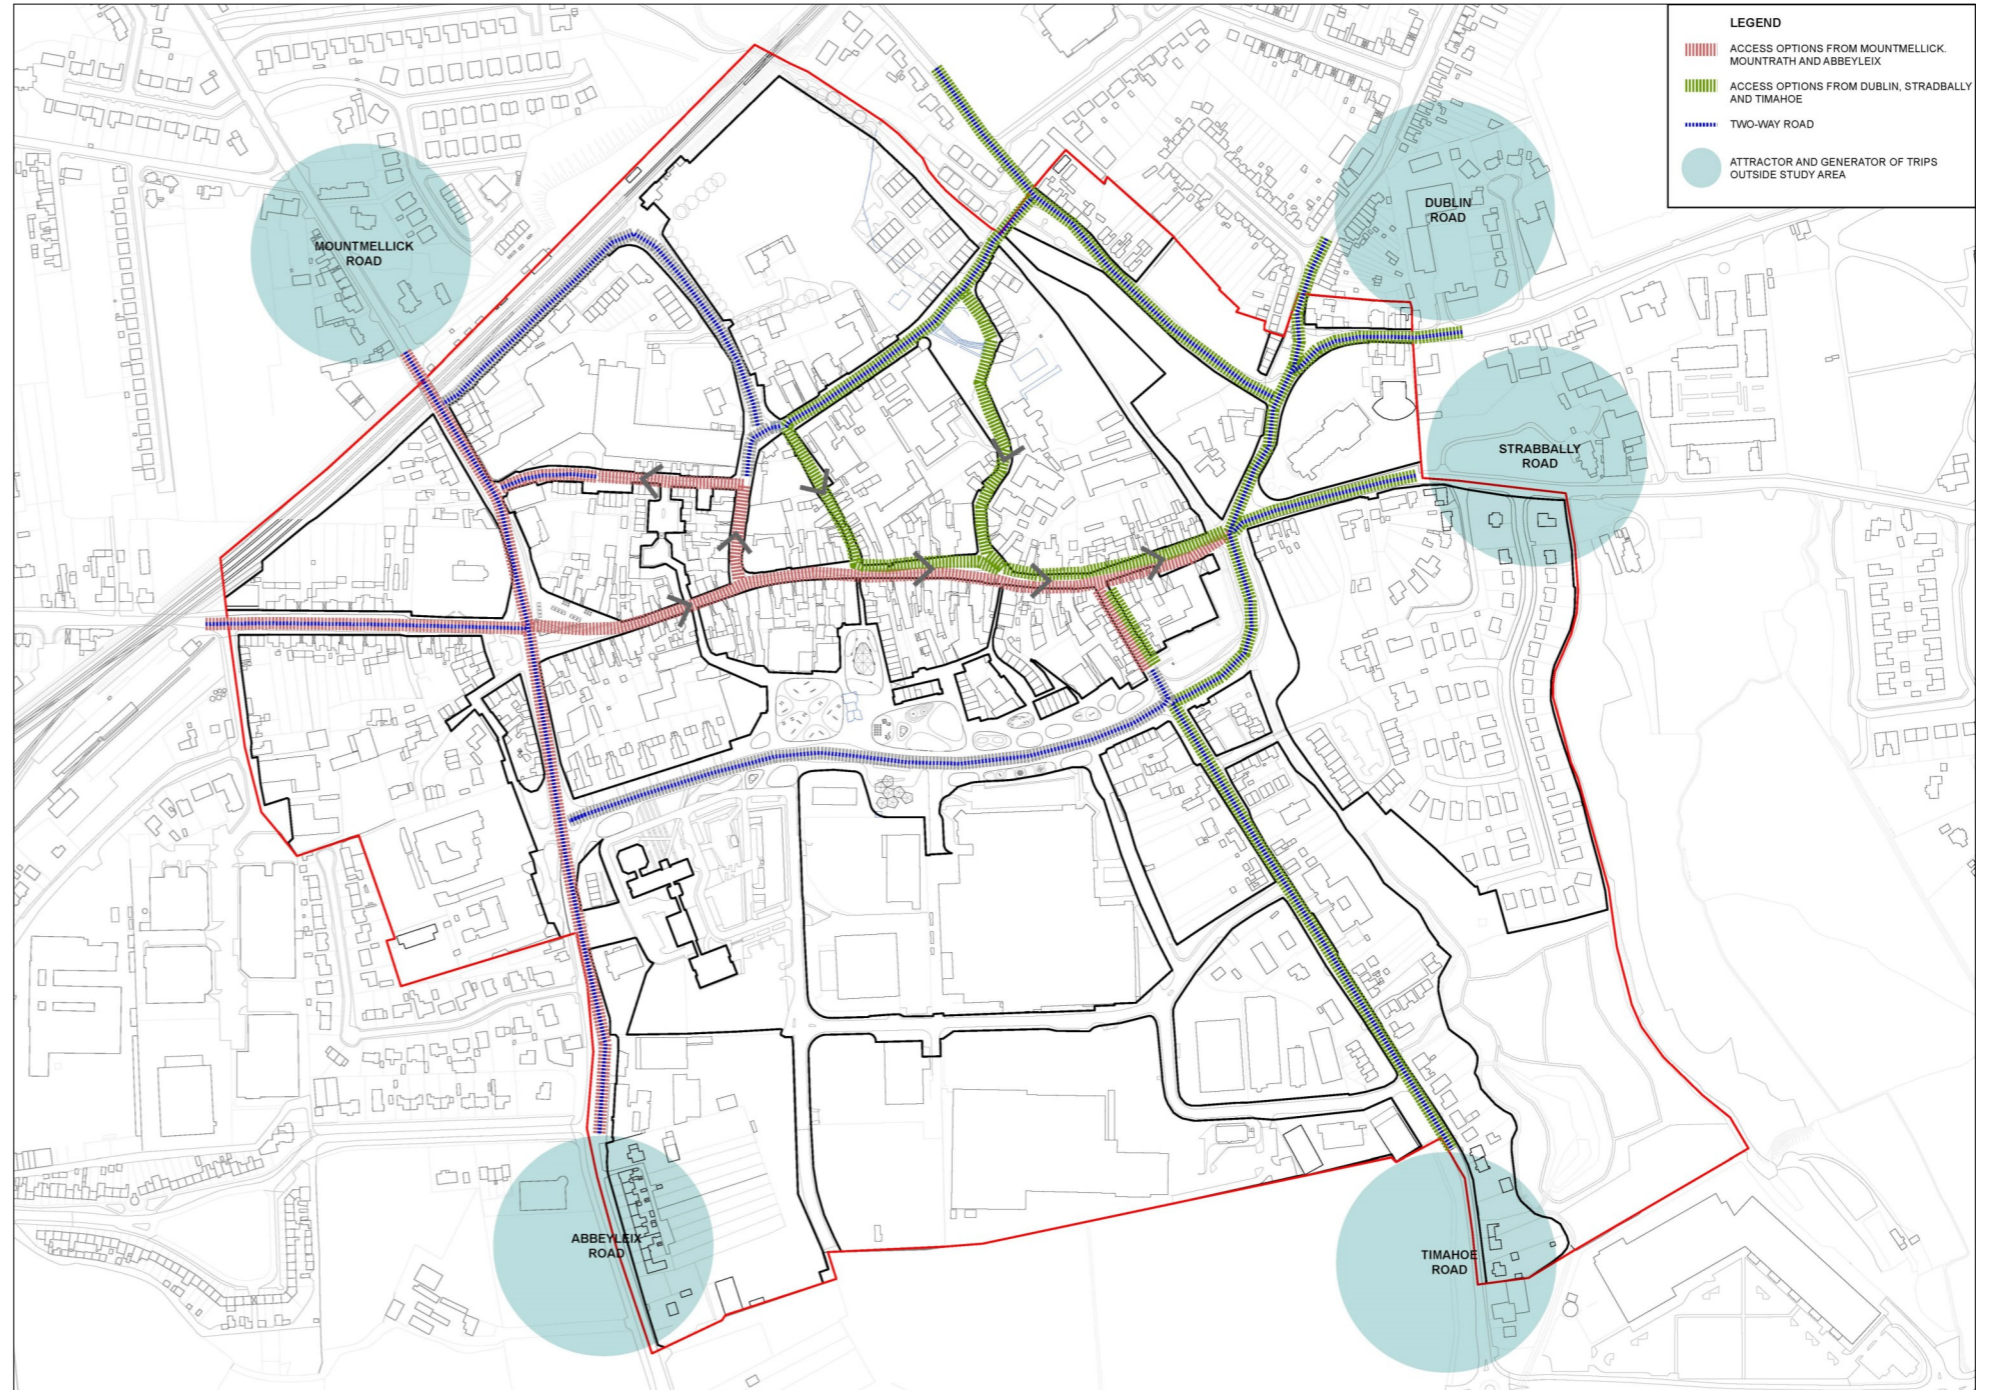 LEGEND
ACCESS OPTIONS FROM MOUNTMELLICK.
MOUNTRATH AND ABBEYLEIX
ACCESS OPTIONS FROM DUBLIN, STRADBALLY
AND TIMAHOE
TWO-WAY ROAD
ATTRACTOR AND GENERATOR OF TRIPS
OUTSIDE STUDY AREA
DUBLIN
ROAD
MOUNTMELLICK
ROAD
STRABBALLY
ROAD
ABBEYLEIX
ROAD
TIMAHOE
ROAD